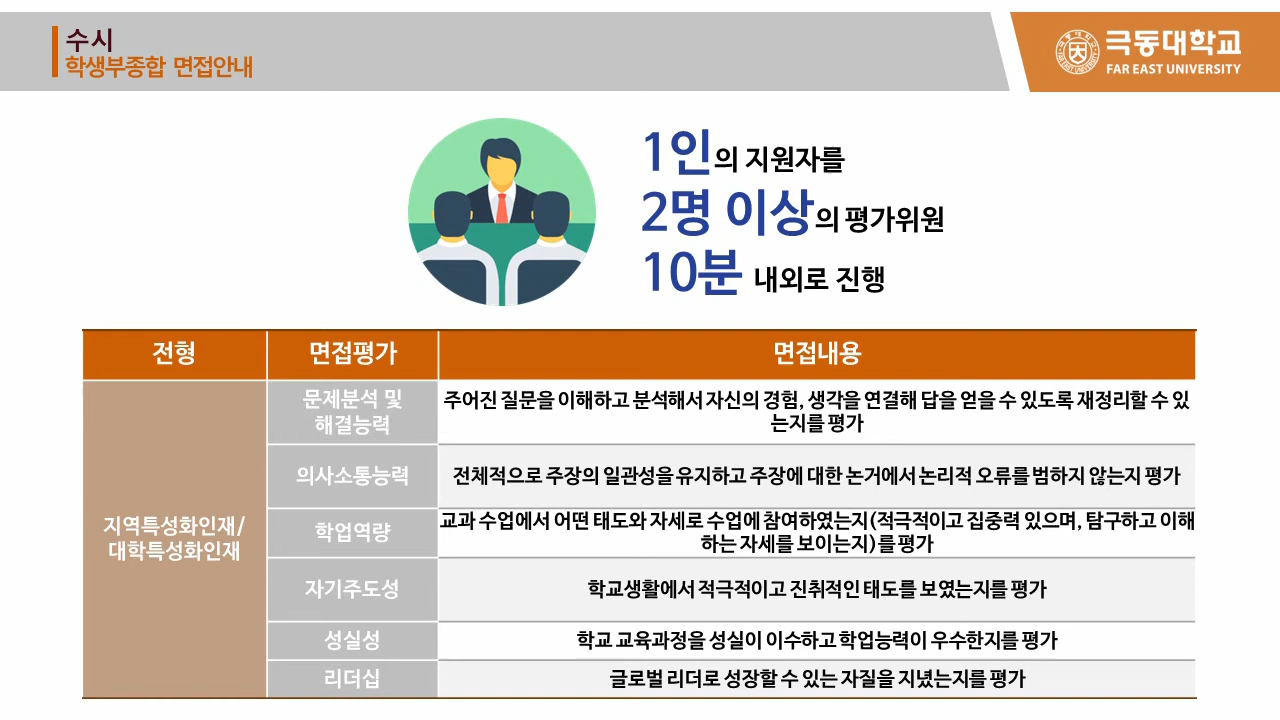 수시
학생부종합 면접안내
극동대학교
FAR EAST UNIVERSITY
1인의 지원자를
2명 이상의 평가위원
10분 내외로 진행
전형
면접평가
면접내용
지역특성화인재/
대학특성화인재
문제분석 및
해결능력
주어진 질문을 이해하고 분석해서 자신의 경험, 생각을 연결해 답을 얻을 수 있도록 재정리할 수 있
는지를 평가
의사소통능력
전체적으로 주장의 일관성을 유지하고 주장에 대한 논거에서 논리적 오류를 범하지 않는지 평가
학업역량
교과 수업에서 어떤 태도와 자세로 수업에 참여하였는지(적극적이고 집중력 있으며, 탐구하고 이해
하는 자세를 보이는지)를 평가
자기주도성
학교생활에서 적극적이고 진취적인 태도를 보였는지를 평가
성실성
학교 교육과정을 성실이 이수하고 학업능력이 우수한지를 평가
리더십
글로벌 리더로 성장할 수 있는 자질을 지녔는지를 평가